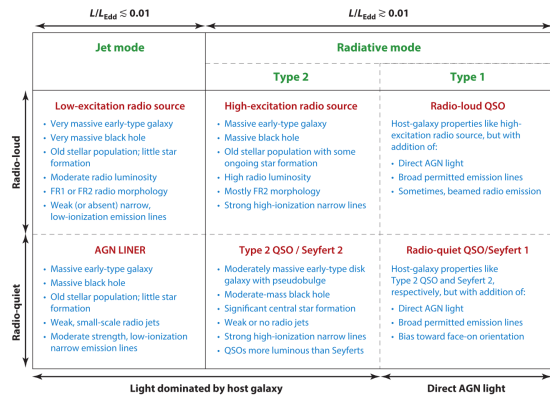 L/LEdd ≲ 0.01
L/LEdd ≳ 0.01
Jet mode
Radiative mode
Type 2
Type 1
Radio-loud
Low-excitation radio source
• Very massive early-type galaxy
• Very massive black hole
• Old stellar population; little star
formation
• Moderate radio luminosity
• FR1 or FR2 radio morphology
• Weak (or absent) narrow,
low-ionization emission lines
High-excitation radio source
• Massive early-type galaxy
• Massive black hole
• Old stellar population with some
ongoing star formation
• High radio luminosity
• Mostly FR2 morphology
• Strong high-ionization narrow lines
Radio-loud QSO
Host-galaxy properties like high-
excitation radio source, but with
addition of:
• Direct AGN light
• Broad permitted emission lines
• Sometimes, beamed radio emission
Radio-quiet
AGN LINER
• Massive early-type galaxy
• Massive black hole
• Old stellar population; little star
formation
• Weak, small-scale radio jets
• Moderate strength, low-ionization
narrow emission lines
Type 2 QSO / Seyfert 2
• Moderately massive early-type disk
galaxy with pseudobulge
• Moderate-mass black hole
• Significant central star formation
• Weak or no radio jets
• Strong high-ionization narrow lines
• QSOs more luminous than Seyferts
Radio-quiet QSO/Seyfert 1
Host-galaxy properties like
Type 2 QSO and Seyfert 2,
respectively, but with addition of:
• Direct AGN light
• Broad permitted emission lines
• Bias toward face-on orientation
Light dominated by host galaxy
Direct AGN light